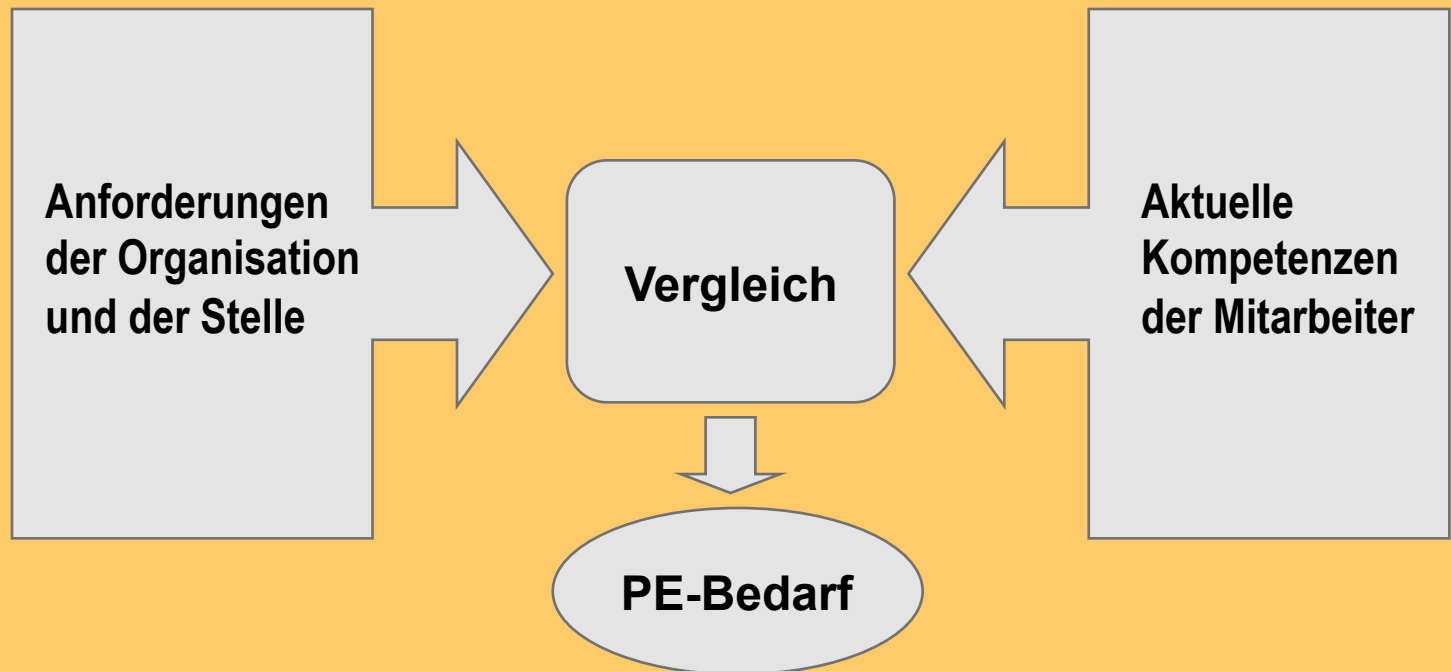 Anforderungen
der Organisation
und der Stelle
Vergleich
Aktuelle
Kompetenzen
der Mitarbeiter
PE-Bedarf